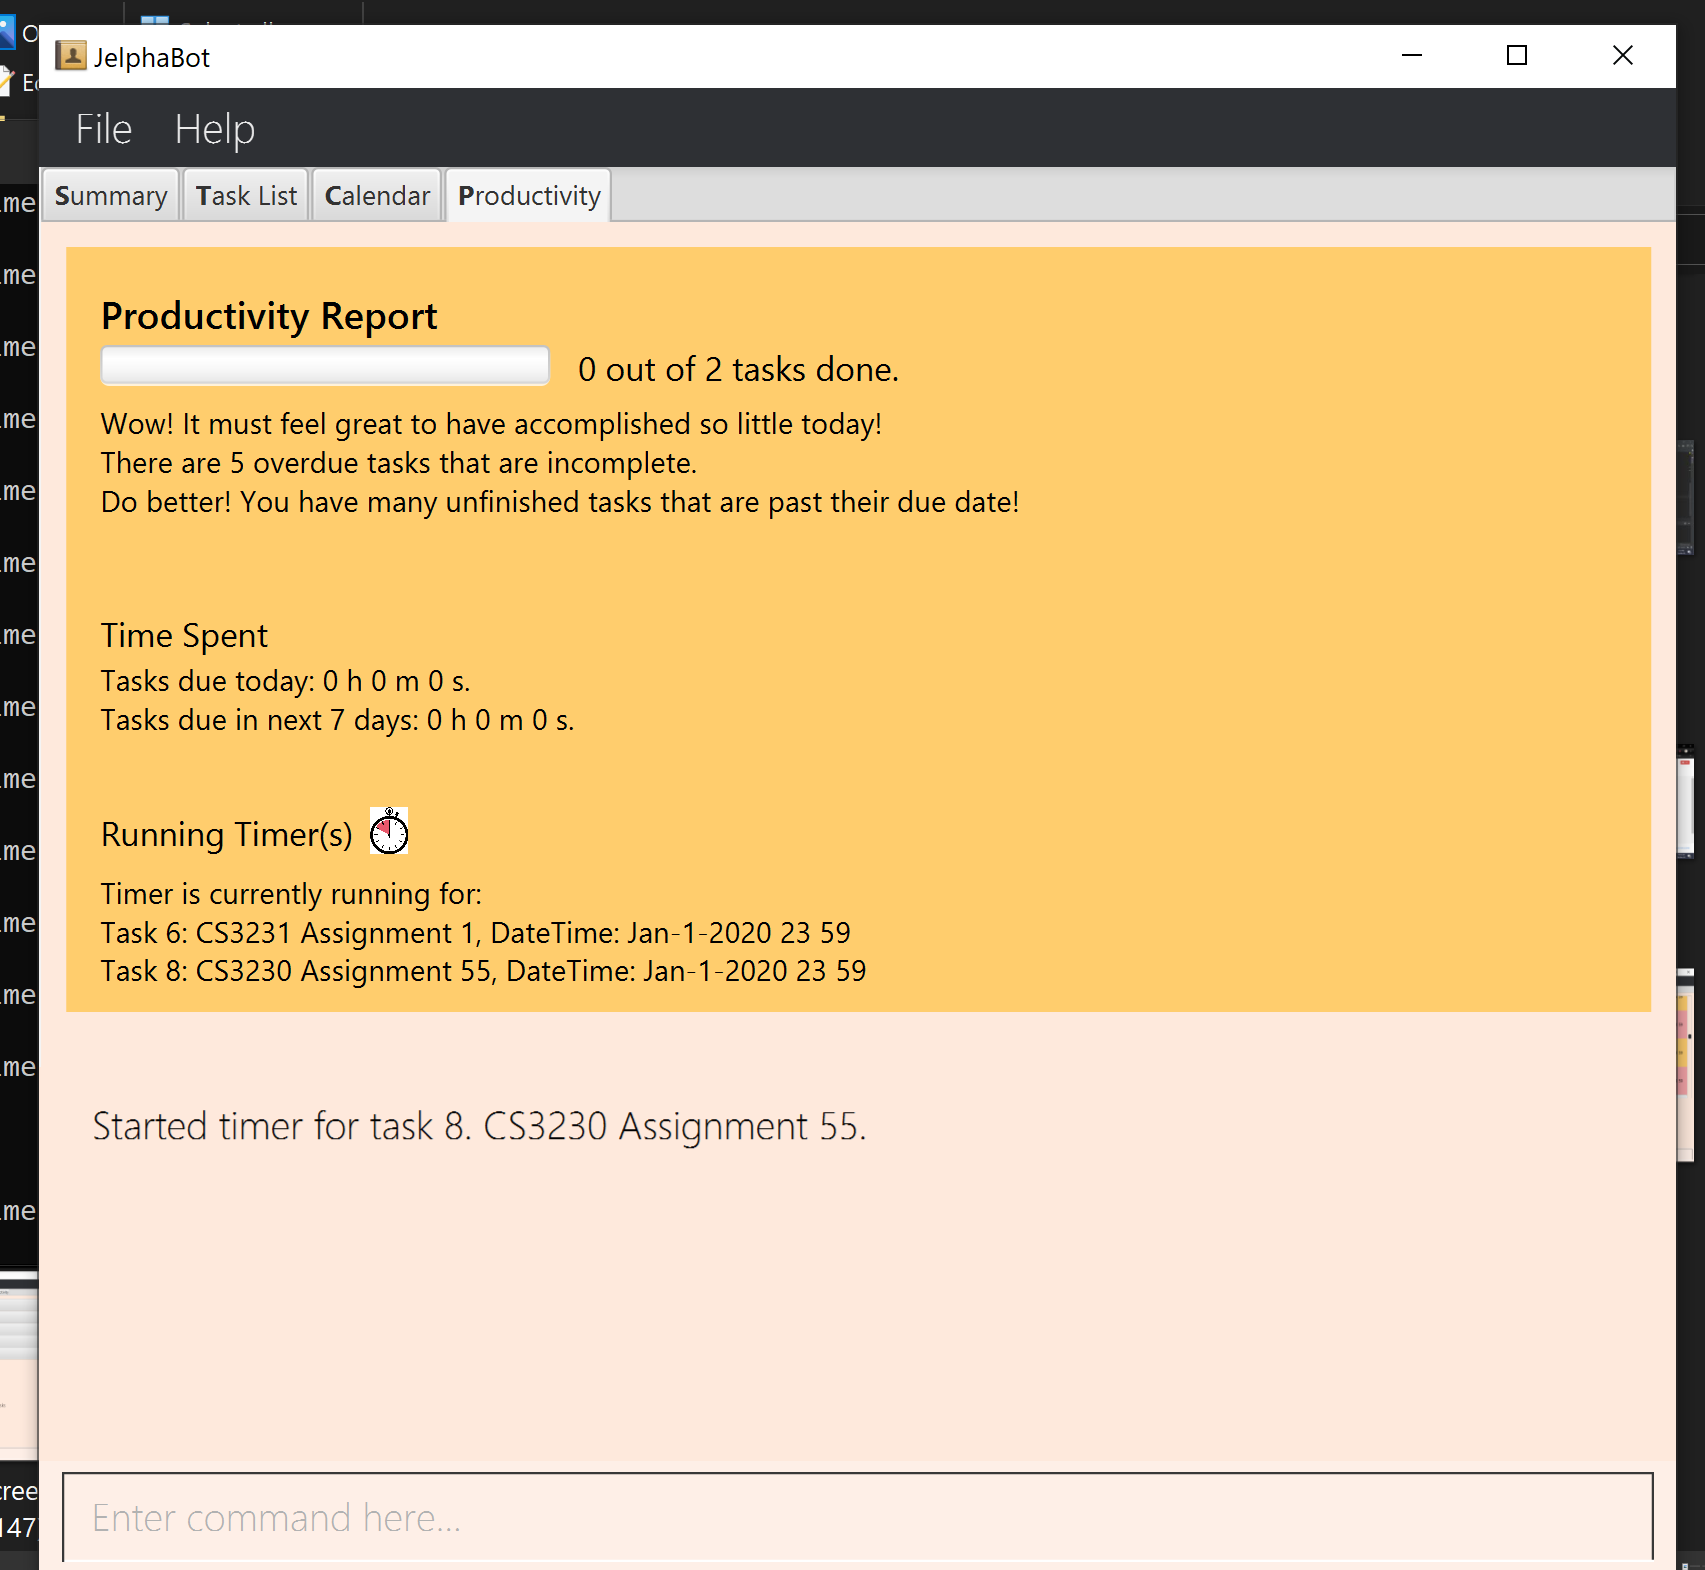 JelphaBot
File Help
Summary Task List Calendar Productivity
Productivity Report
0 out of 2 tasks done.
Wow! It must feel great to have accomplished so little today!
There are 5 overdue tasks that are incomplete.
Do better! You have many unfinished tasks that are past their due date!
Time Spent
Tasks due today: 0 h 0 m 0 s.
Tasks due in next 7 days: 0 h 0 m 0 s.
Running Timer(s)
Timer is currently running for:
Task 6: CS3231 Assignment 1, DateTime: Jan-1-2020 23 59
Task 8: CS3230 Assignment 55, DateTime: Jan-1-2020 23 59
Started timer for task 8. CS3230 Assignment 55.
Enter command here...